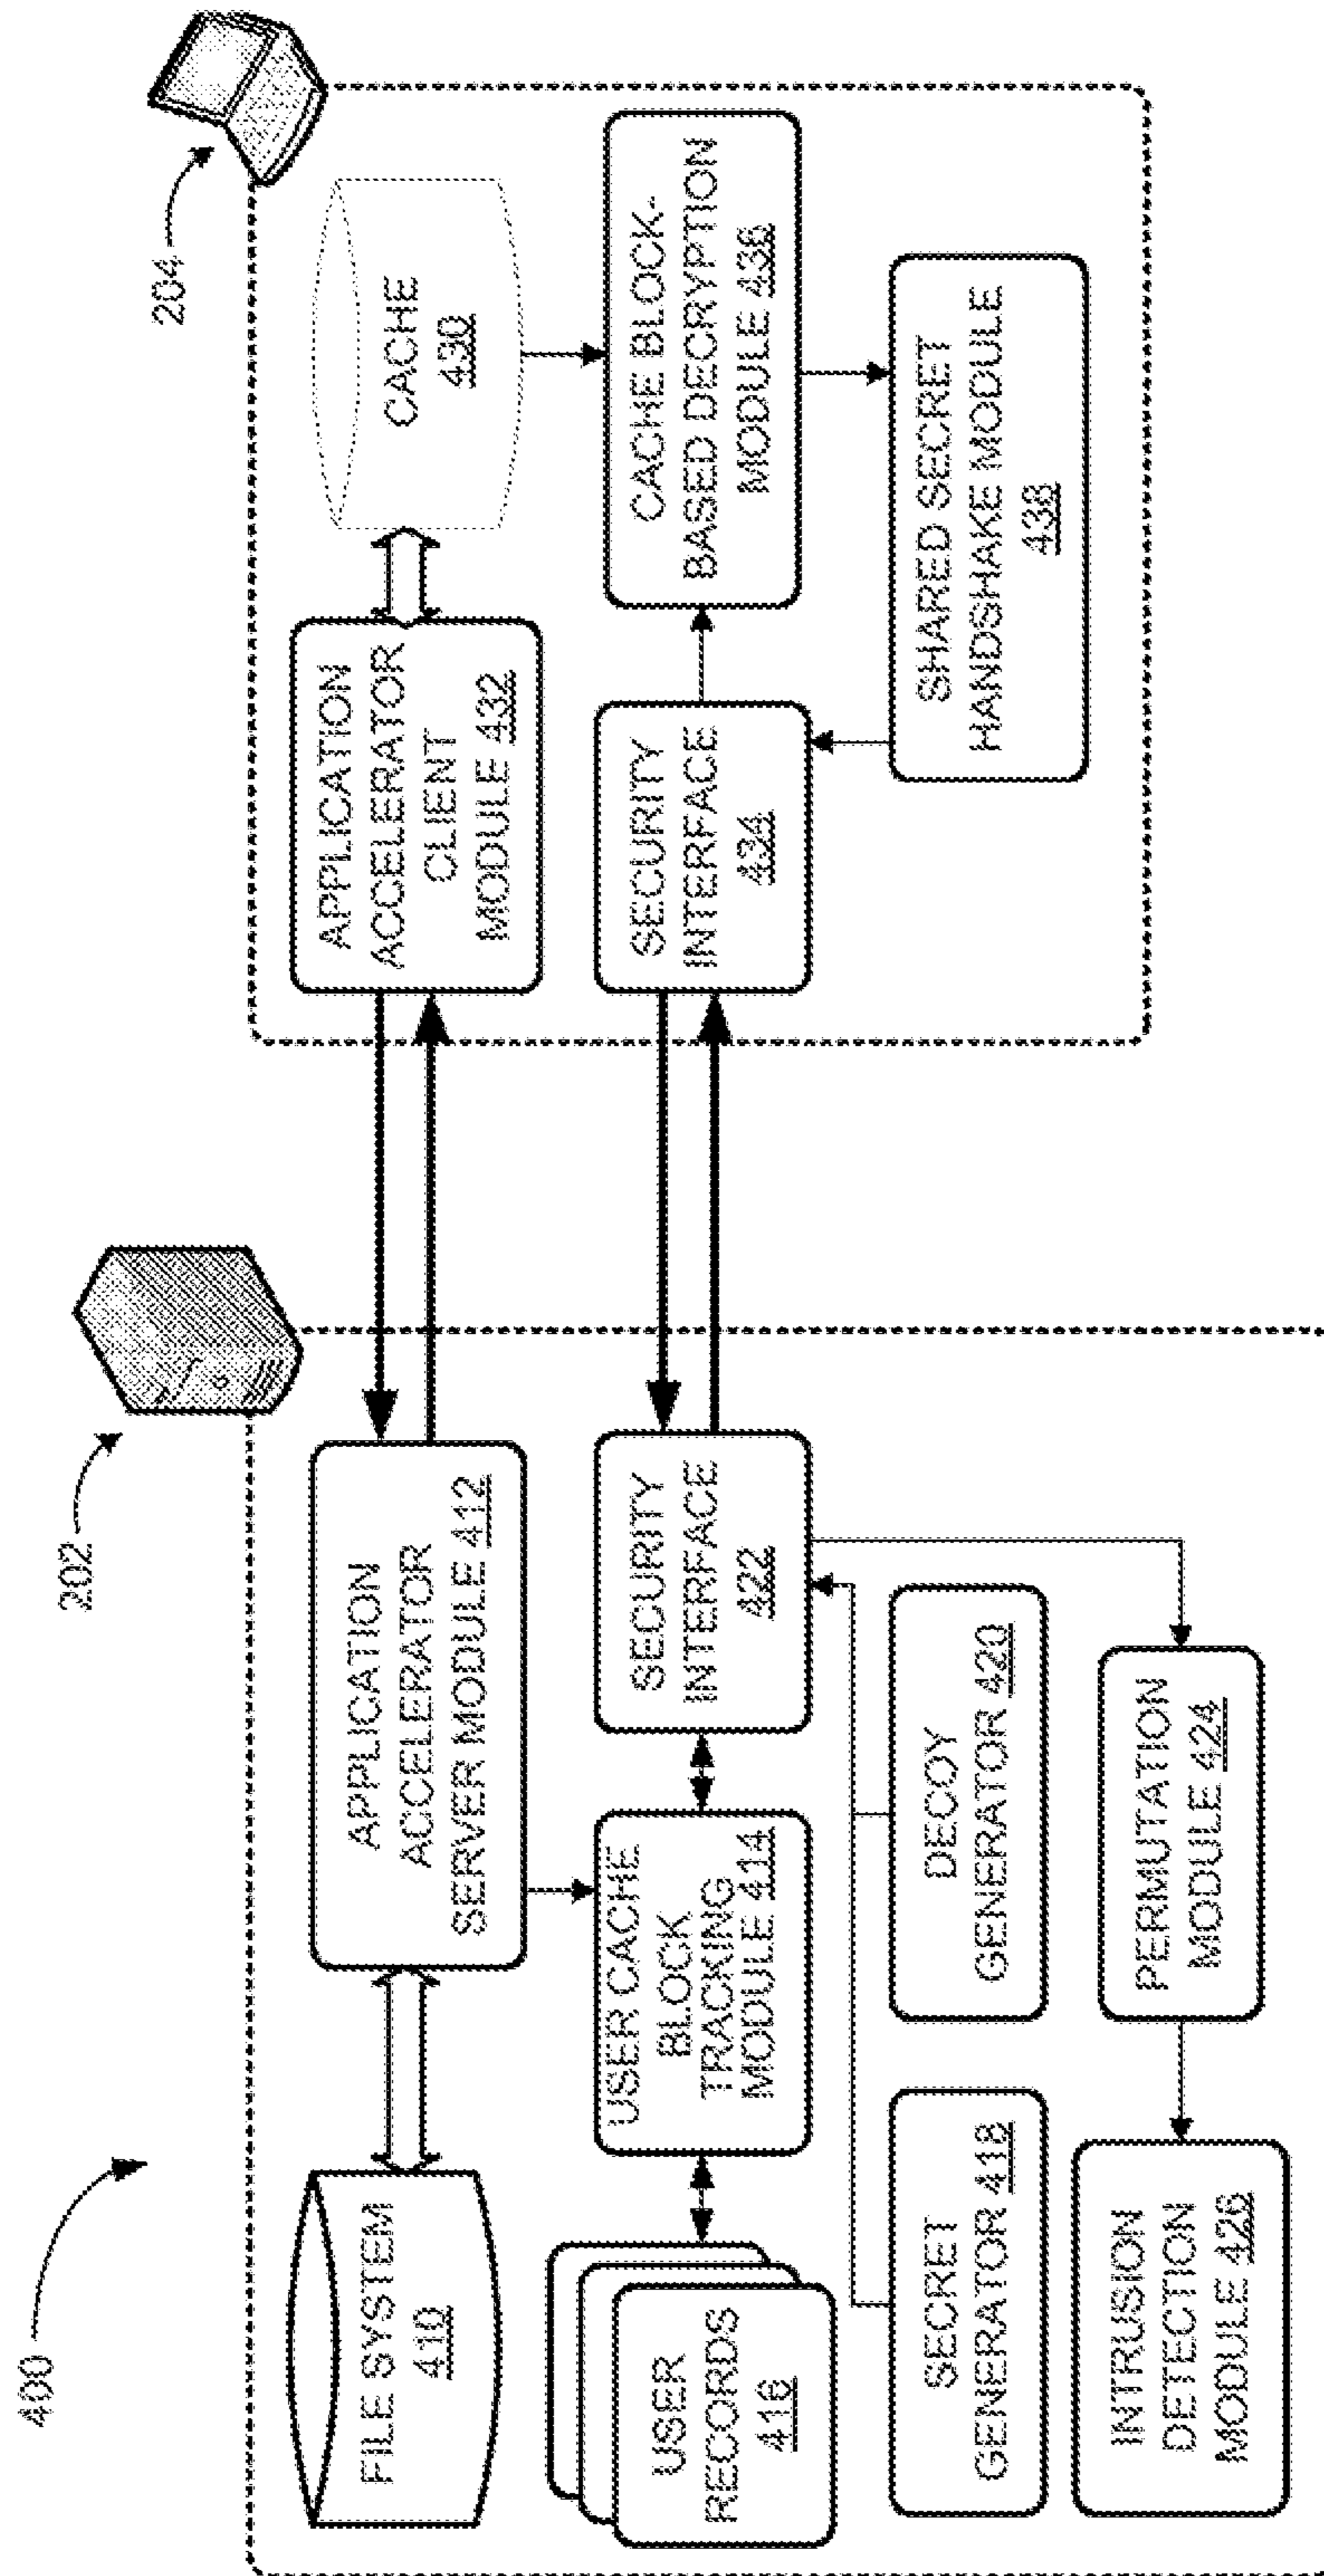 400
202
204
FILE SYSTEM
410
APPLICATION
ACCELERATOR
SERVER MODULE 412
APPLICATION
ACCELERATOR
CLIENT
MODULE 432
CACHE
430
USER
RECORDS
416
USER CACHE
BLOCK
TRACKING
MODULE 414
SECURITY
INTERFACE
422
SECURITY
INTERFACE
434
CACHE BLOCK-
BASED DECRYPTION
MODULE 436
SECRET
GENERATOR 418
DECOY
GENERATOR 420
SHARED SECRET
HANDSHAKE MODULE
438
INTRUSION
DETECTION
MODULE 426
PERMUTATION
MODULE 424